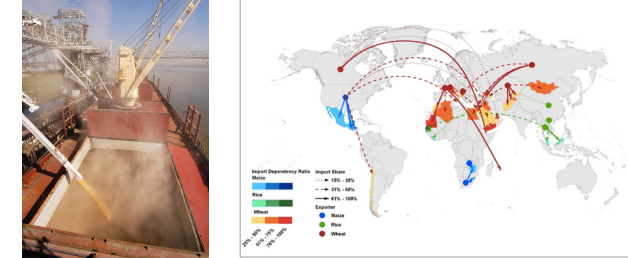 Import Dependency Ratio
Maize
Rice
Wheat
25% - 50%
51% - 75%
76% - 100%
Import Share
15% - 30%
31% - 60%
61% - 100%
Exporter
Maize
Rice
Wheat